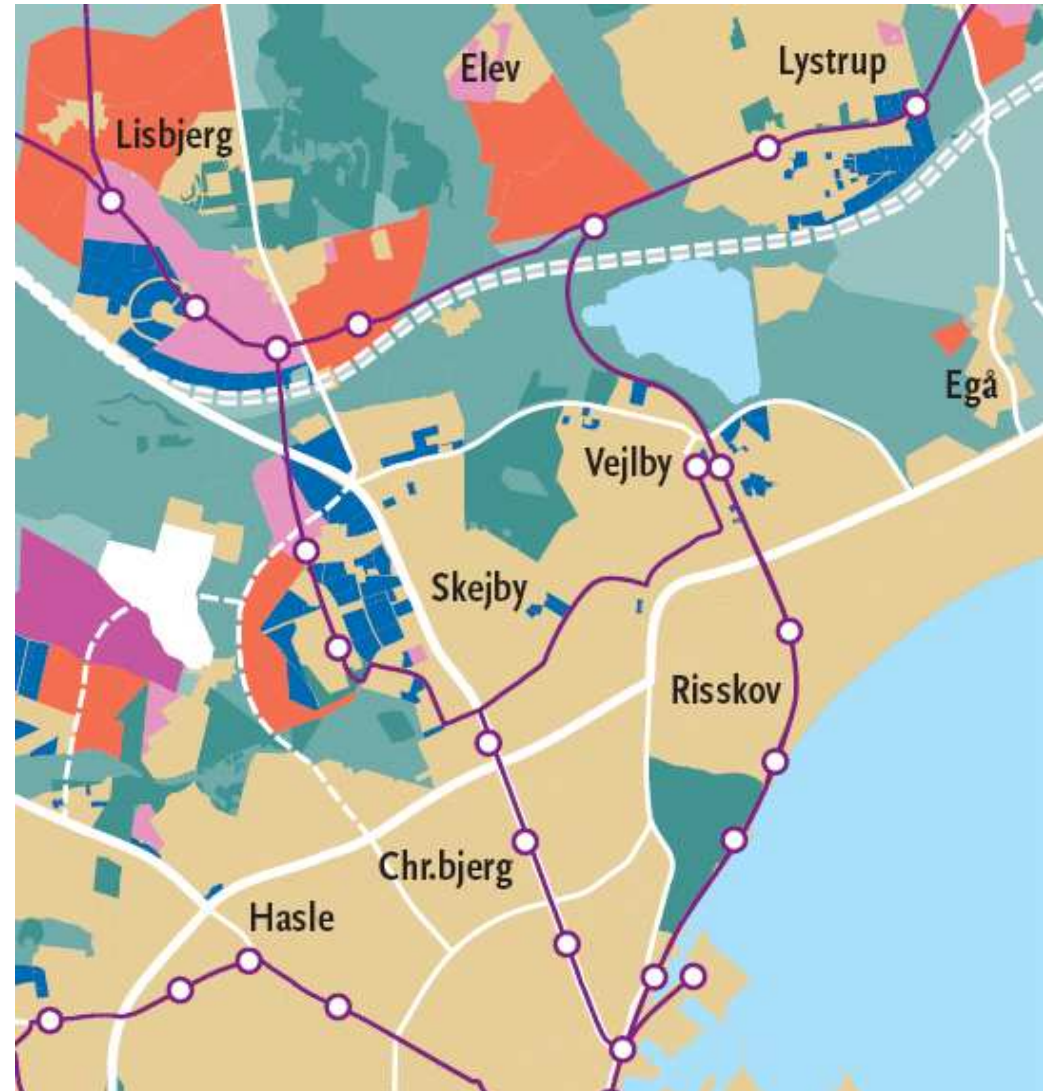 Elev
Lystrup
Lisbjerg
Egå
Vejlby
Skejby
Risskov
Chr.bjerg
Hasle